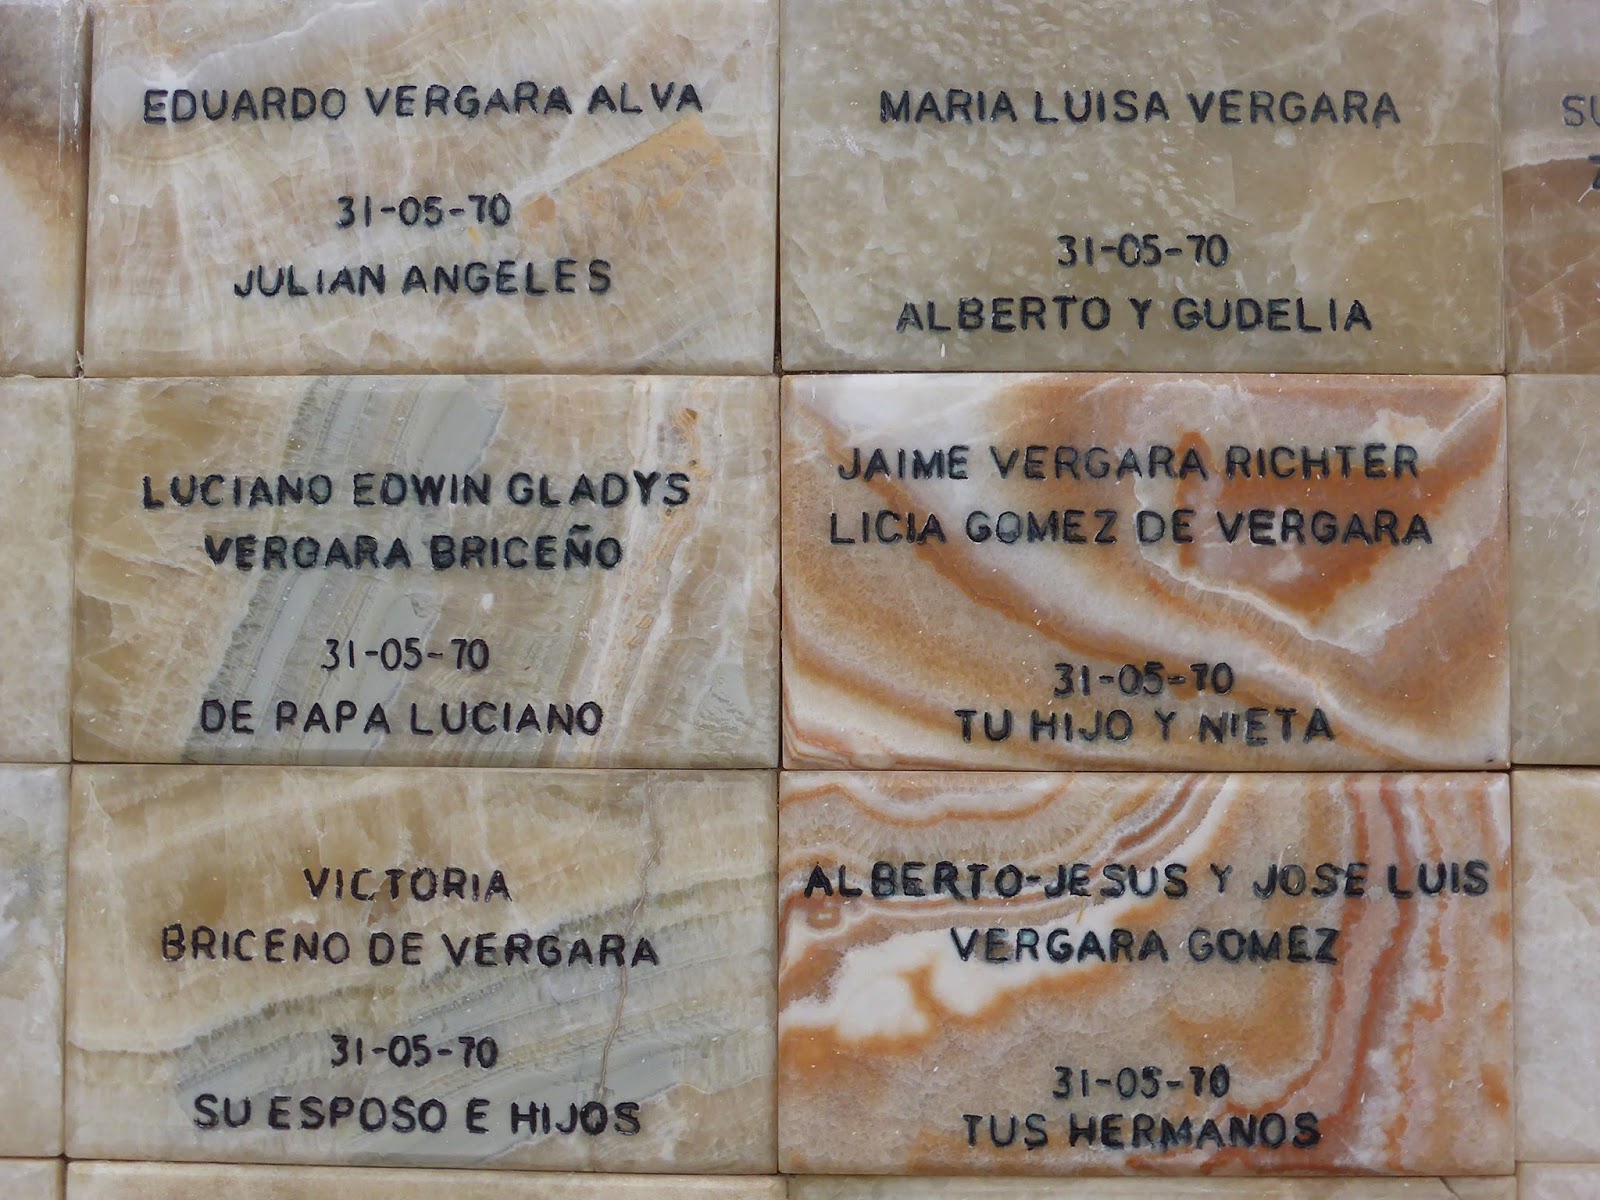 EDUARDO VERGARA ALVA
31-05-70
JULIAN ANGELES
MARIA LUISA VERGARA
31-05-70
ALBERTO Y GUDELIA
LUCIANO EDWIN GLADYS
VERGARA BRICEÑO
31-05-70
DE PAPA LUCIANO
JAIME VERGARA RICHTER
LICIA GOMEZ DE VERGARA
31-05-70
TU HIJO Y NIETA
VICTORIA
BRICENO DE VERGARA
31-05-70
SU ESPOSO E HIJOS
ALBERTO-JESUS Y JOSE LUIS
VERGARA GOMEZ
31-05-70
TUS HERMANOS